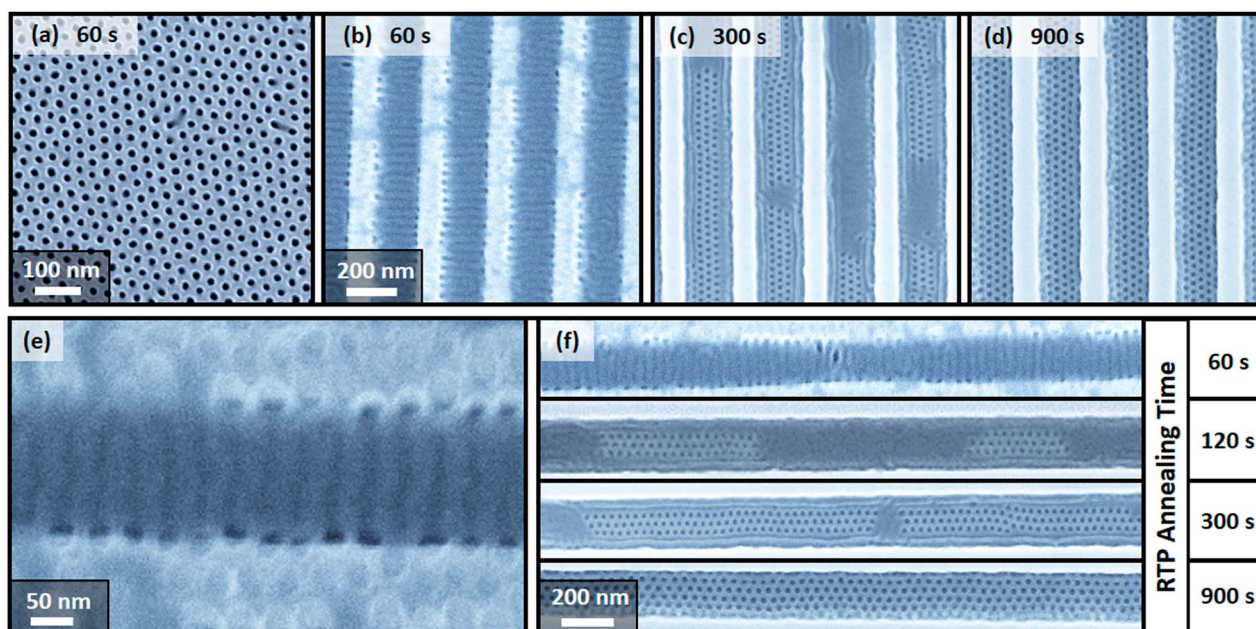 (a) 60 s
(b) 60 s
(c) 300 s
(d) 900 s
100 nm
200 nm
(e)
(f)
50 nm
200 nm
RTP Annealing Time
60 s
120 s
300 s
900 s